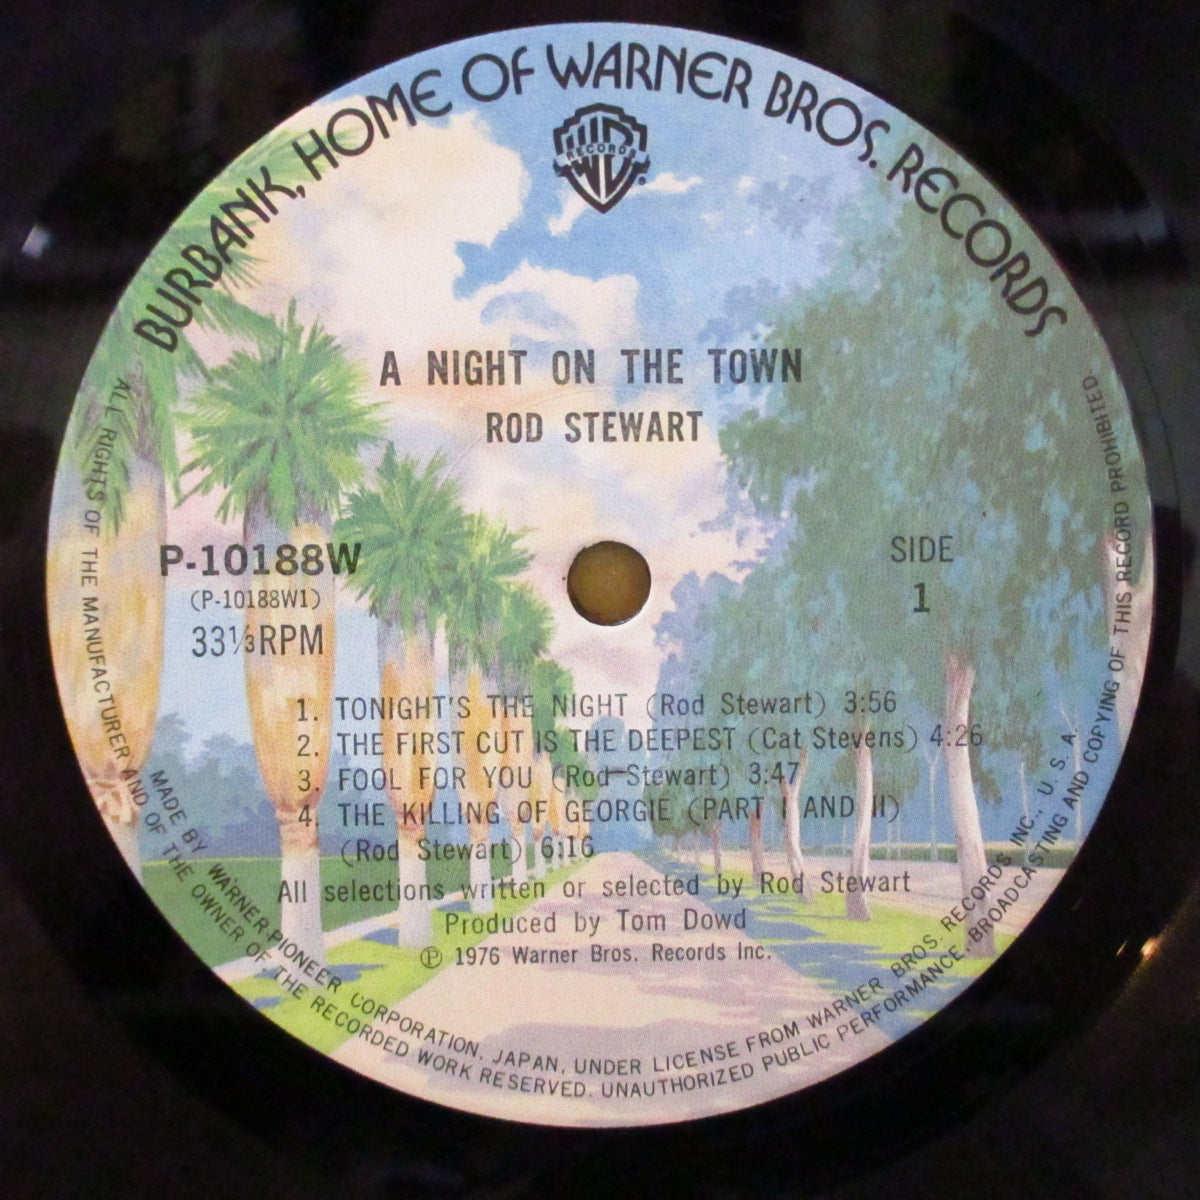 BURBANK, HOME OF WARNER BROS. RECORDS
RECORDS
A NIGHT ON THE TOWN
ROD STEWART
P-10188W
(P-10188W1)
33⅓RPM
SIDE
1
1. TONIGHT'S THE NIGHT (Rod Stewart) 3:56
2. THE FIRST CUT IS THE DEEPEST (Cat Stevens) 4:26
3. FOOL FOR YOU (Rod Stewart) 3:47
4. THE KILLING OF GEORGIE (PART I AND II)
(Rod Stewart) 6:16
All selections written or selected by Rod Stewart
Produced by Tom Dowd
℗ 1976 Warner Bros. Records Inc.
MADE BY WARNER-PIONEER CORPORATION, JAPAN, UNDER LICENSE FROM WARNER BROS. RECORDS INC., U. S. A.
ALL RIGHTS OF THE MANUFACTURER AND OF THE OWNER OF THE RECORDED WORK RESERVED. UNAUTHORIZED PUBLIC PERFORMANCE, BROADCASTING AND COPYING OF THIS RECORD PROHIBITED.